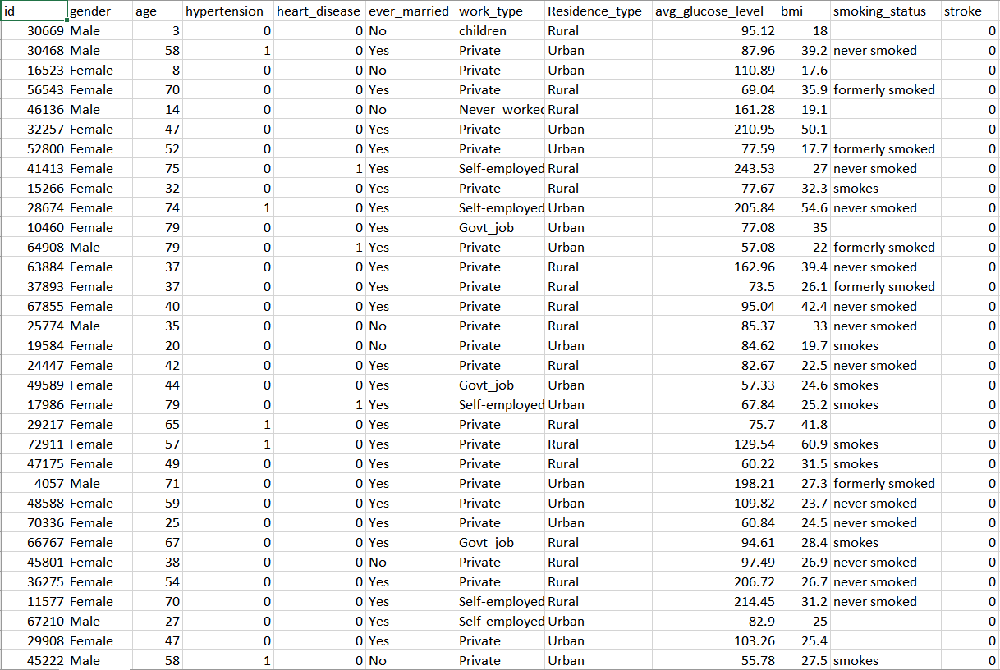 id gender age hypertension heart_disease ever_married work_type Residence_type avg_glucose_level bmi smoking_status stroke
30669 Male 3 0 0 No children Rural 95.12 18 0
30468 Male 58 1 0 Yes Private Urban 87.96 39.2 never smoked 0
16523 Female 8 0 0 No Private Urban 110.89 17.6 0
56543 Female 70 0 0 Yes Private Rural 69.04 35.9 formerly smoked 0
46136 Male 14 0 0 No Never_worked Rural 161.28 19.1 0
32257 Female 47 0 0 Yes Private Urban 210.95 50.1 0
52800 Female 52 0 0 Yes Private Urban 77.59 17.7 formerly smoked 0
41413 Female 75 0 1 Yes Self-employed Rural 243.53 27 never smoked 0
15266 Female 32 0 0 Yes Private Rural 77.67 32.3 smokes 0
28674 Female 74 1 0 Yes Self-employed Urban 205.84 54.6 never smoked 0
10460 Female 79 0 0 Yes Govt_job Urban 77.08 35 0
64908 Male 79 0 1 Yes Private Urban 57.08 22 formerly smoked 0
63884 Female 37 0 0 Yes Private Rural 162.96 39.4 never smoked 0
37893 Female 37 0 0 Yes Private Rural 73.5 26.1 formerly smoked 0
67855 Female 40 0 0 Yes Private Rural 95.04 42.4 never smoked 0
25774 Male 35 0 0 No Private Rural 85.37 33 never smoked 0
19584 Female 20 0 0 No Private Urban 84.62 19.7 smokes 0
24447 Female 42 0 0 Yes Private Rural 82.67 22.5 never smoked 0
49589 Female 44 0 0 Yes Govt_job Urban 57.33 24.6 smokes 0
17986 Female 79 0 1 Yes Self-employed Urban 67.84 25.2 smokes 0
29217 Female 65 1 0 Yes Private Rural 75.7 41.8 0
72911 Female 57 1 0 Yes Private Rural 129.54 60.9 smokes 0
47175 Female 49 0 0 Yes Private Rural 60.22 31.5 smokes 0
4057 Male 71 0 0 Yes Private Urban 198.21 27.3 formerly smoked 0
48588 Female 59 0 0 Yes Private Urban 109.82 23.7 never smoked 0
70336 Female 25 0 0 Yes Private Urban 60.84 24.5 never smoked 0
66767 Female 67 0 0 Yes Govt_job Rural 94.61 28.4 smokes 0
45801 Female 38 0 0 No Private Rural 97.49 26.9 never smoked 0
36275 Female 54 0 0 Yes Private Rural 206.72 26.7 never smoked 0
11577 Female 70 0 0 Yes Self-employed Rural 214.45 31.2 never smoked 0
67210 Male 27 0 0 Yes Self-employed Urban 82.9 25 0
29908 Female 47 0 0 Yes Private Urban 103.26 25.4 0
45222 Male 58 1 0 No Private Urban 55.78 27.5 smokes 0